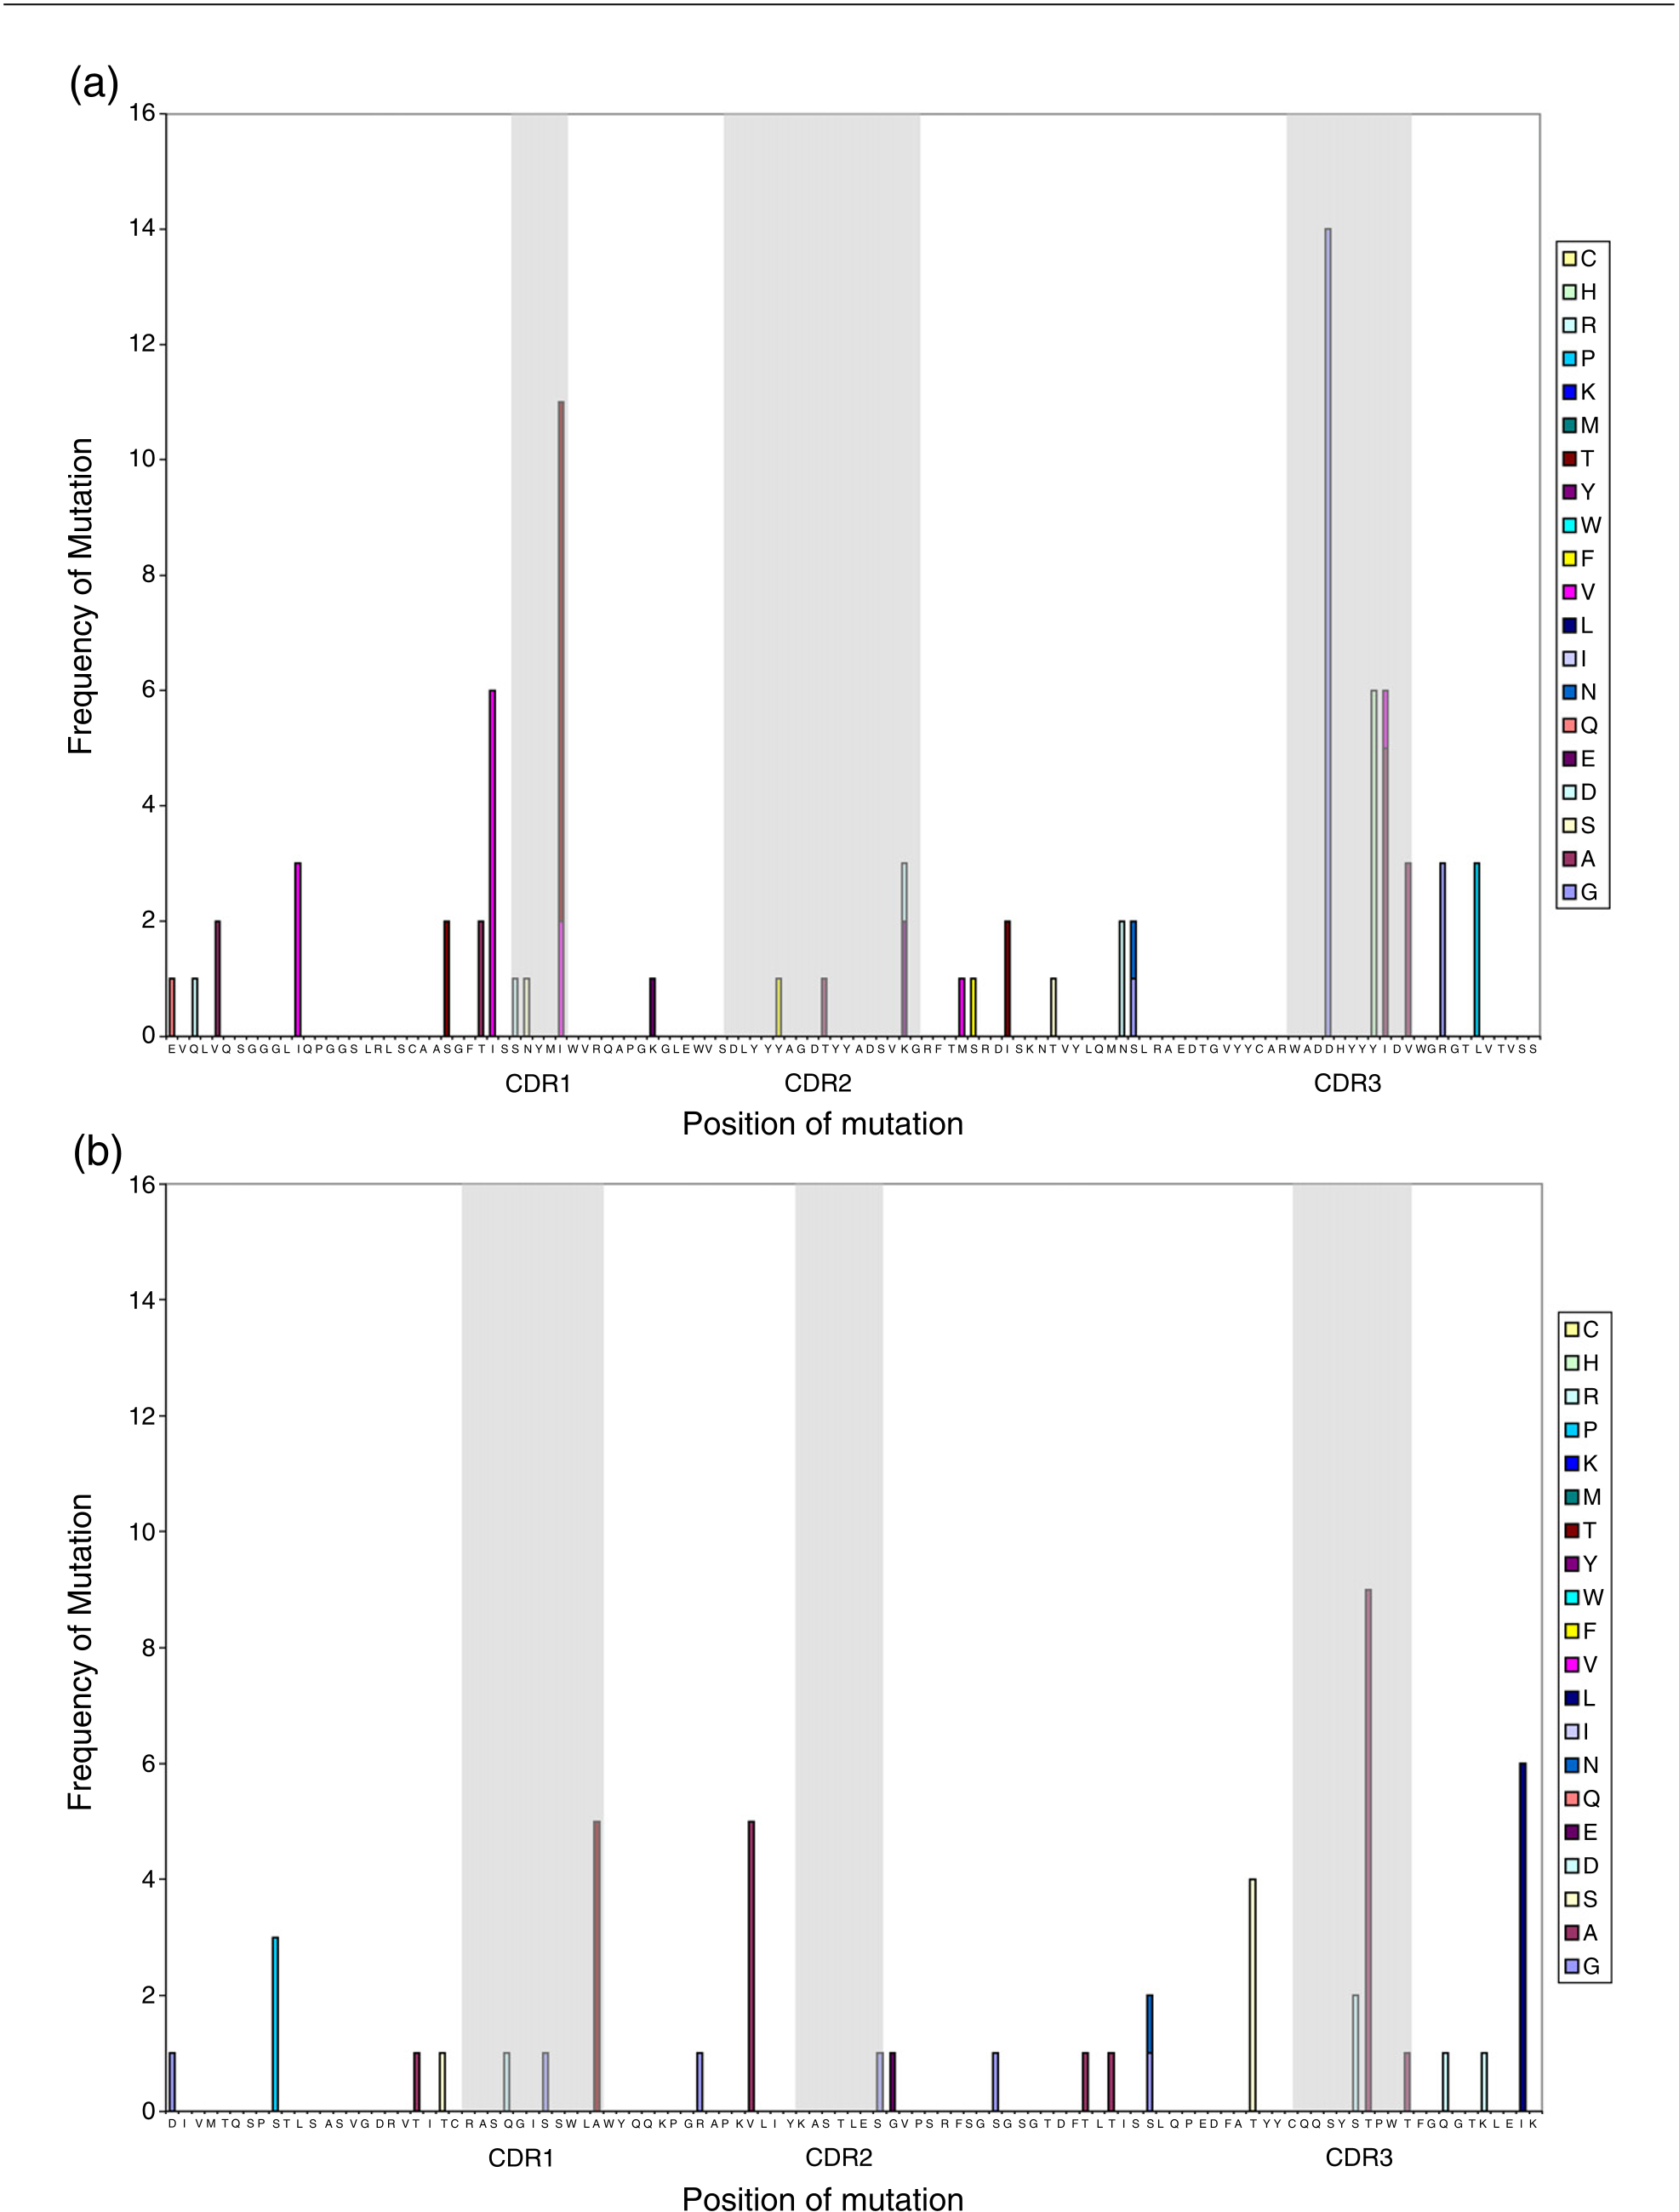 (a)
16
14
12
10
8
6
4
2
0
Frequency of Mutation
E V Q L V Q S G G G L I Q P G G S L R L S C A A S G F T I S S N Y M I W V R Q A P G K G L E W V S D L Y Y Y A G D T Y Y A D S V K G R F T M S R D I S K N T V Y L Q M N S L R A E D T G V Y Y C A R W A D D H Y Y Y I D V W G R G T L V T V S S
CDR1 CDR2 CDR3
Position of mutation
C
H
R
P
K
M
T
Y
W
F
V
L
I
N
Q
E
D
S
A
G
(b)
16
14
12
10
8
6
4
2
0
Frequency of Mutation
D I V M T Q S P S T L S A S V G D R V T I T C R A S Q G I S S W L A W Y Q Q K P G R A P K V L I Y K A S T L E S G V P S R F S G S G S G T D F T L T I S S L Q P E D F A T Y Y C Q Q S Y S T P W T F G Q G T K L E I K
CDR1 CDR2 CDR3
Position of mutation
C
H
R
P
K
M
T
Y
W
F
V
L
I
N
Q
E
D
S
A
G